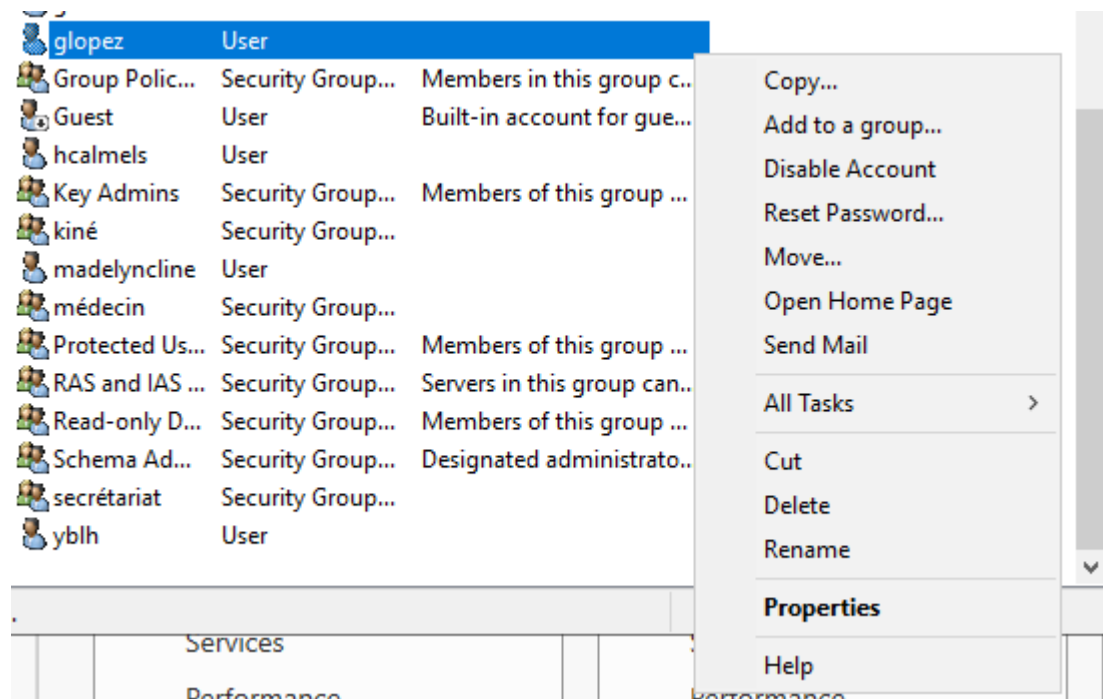 glopez User
Group Polic... Security Group... Members in this group c...
Guest User Built-in account for gue...
hcalmels User
Key Admins Security Group... Members of this group ...
kiné Security Group...
madelyncline User
médecin Security Group...
Protected Us... Security Group... Members of this group ...
RAS and IAS ... Security Group... Servers in this group can...
Read-only D... Security Group... Members of this group ...
Schema Ad... Security Group... Designated administrato...
secrétariat Security Group...
yblh User
Copy...
Add to a group...
Disable Account
Reset Password...
Move...
Open Home Page
Send Mail
All Tasks
Cut
Delete
Rename
Properties
Help
Services
Performance
Performance